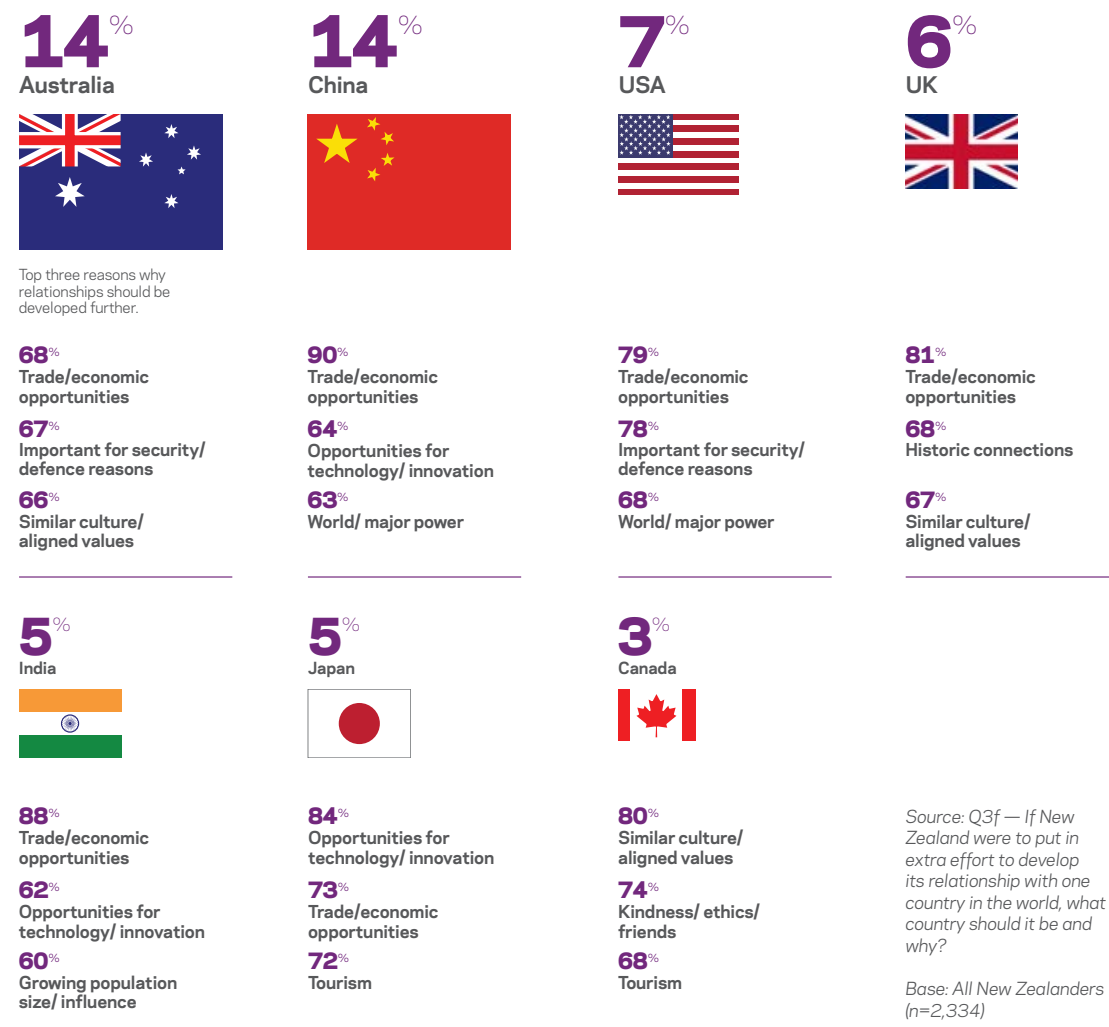 14%
Australia
Top three reasons why
relationships should be
developed further.
68%
Trade/economic
opportunities
67%
Important for security/
defence reasons
66%
Similar culture/
aligned values
14%
China
90%
Trade/economic
opportunities
64%
Opportunities for
technology/ innovation
63%
World/ major power
7%
USA
79%
Trade/economic
opportunities
78%
Important for security/
defence reasons
68%
World/ major power
6%
UK
81%
Trade/economic
opportunities
68%
Historic connections
67%
Similar culture/
aligned values
5%
India
88%
Trade/economic
opportunities
62%
Opportunities for
technology/ innovation
60%
Growing population
size/ influence
5%
Japan
84%
Opportunities for
technology/ innovation
73%
Trade/economic
opportunities
72%
Tourism
3%
Canada
80%
Similar culture/
aligned values
74%
Kindness/ ethics/
friends
68%
Tourism
Source: Q3f — If New
Zealand were to put in
extra effort to develop
its relationship with one
country in the world, what
country should it be and
why?
Base: All New Zealanders
(n=2,334)